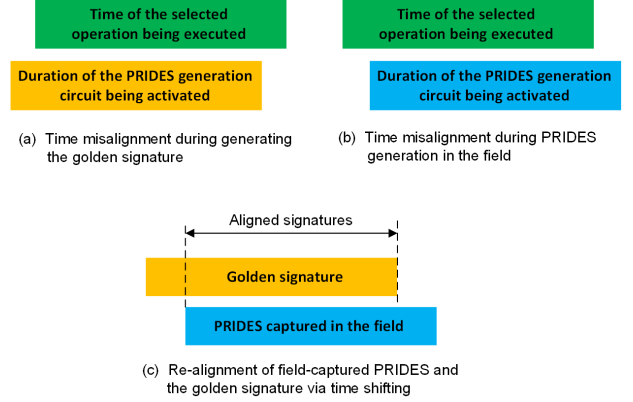 Time of the selected
operation being executed
Duration of the PRIDES generation
circuit being activated
(a) Time misalignment during generating
the golden signature
Time of the selected
operation being executed
Duration of the PRIDES generation
circuit being activated
(b) Time misalignment during PRIDES
generation in the field
Aligned signatures
Golden signature
PRIDES captured in the field
(c) Re-alignment of field-captured PRIDES and
the golden signature via time shifting